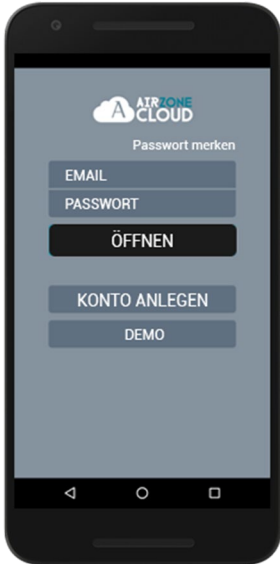 A AIRZONE
CLOUD
Passwort merken
EMAIL
PASSWORT
ÖFFNEN
KONTO ANLEGEN
DEMO